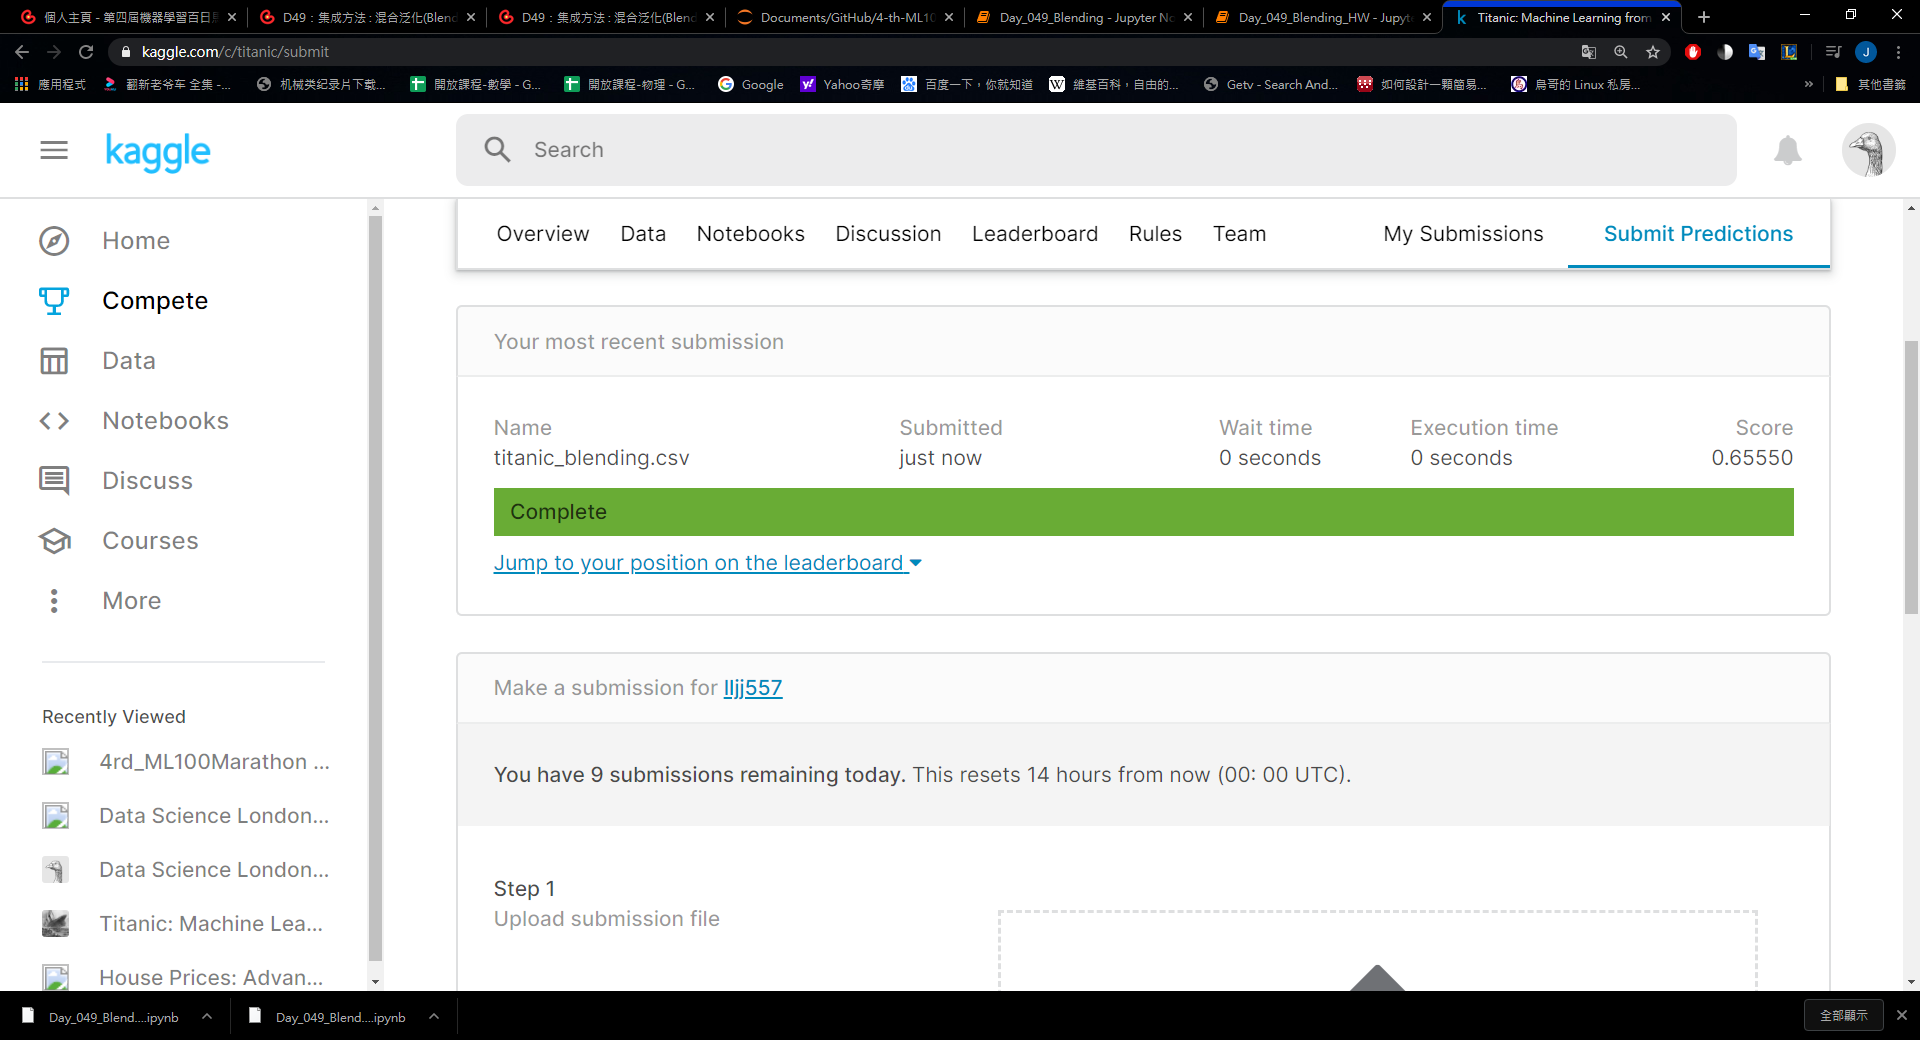 個人主頁 - 第四屆機器學習百日馬
D49：集成方法 : 混合泛化(Blend
D49：集成方法 : 混合泛化(Blend
Documents/GitHub/4-th-ML10
Day_049_Blending - Jupyter No
Day_049_Blending_HW - Jupyte
Titanic: Machine Learning from
kaggle.com/c/titanic/submit
J
應用程式
翻新老爷车 全集 -...
机械类纪录片下载...
開放課程-數學 - G...
開放課程-物理 - G...
Google
Yahoo奇摩
百度一下，你就知道
維基百科，自由的...
Getv - Search And...
如何設計一顆簡易...
鳥哥的 Linux 私房...
»
其他書籤
kaggle
Search
Home
Compete
Data
Notebooks
Discuss
Courses
More
Recently Viewed
4rd_ML100Marathon ...
Data Science London...
Data Science London...
Titanic: Machine Lea...
House Prices: Advan...
Overview
Data
Notebooks
Discussion
Leaderboard
Rules
Team
My Submissions
Submit Predictions
Your most recent submission
Name
Submitted
Wait time
Execution time
Score
titanic_blending.csv
just now
0 seconds
0 seconds
0.65550
Complete
Jump to your position on the leaderboard
Make a submission for lljj557
You have 9 submissions remaining today. This resets 14 hours from now (00: 00 UTC).
Step 1
Upload submission file
Day_049_Blend....ipynb
Day_049_Blend....ipynb
全部顯示